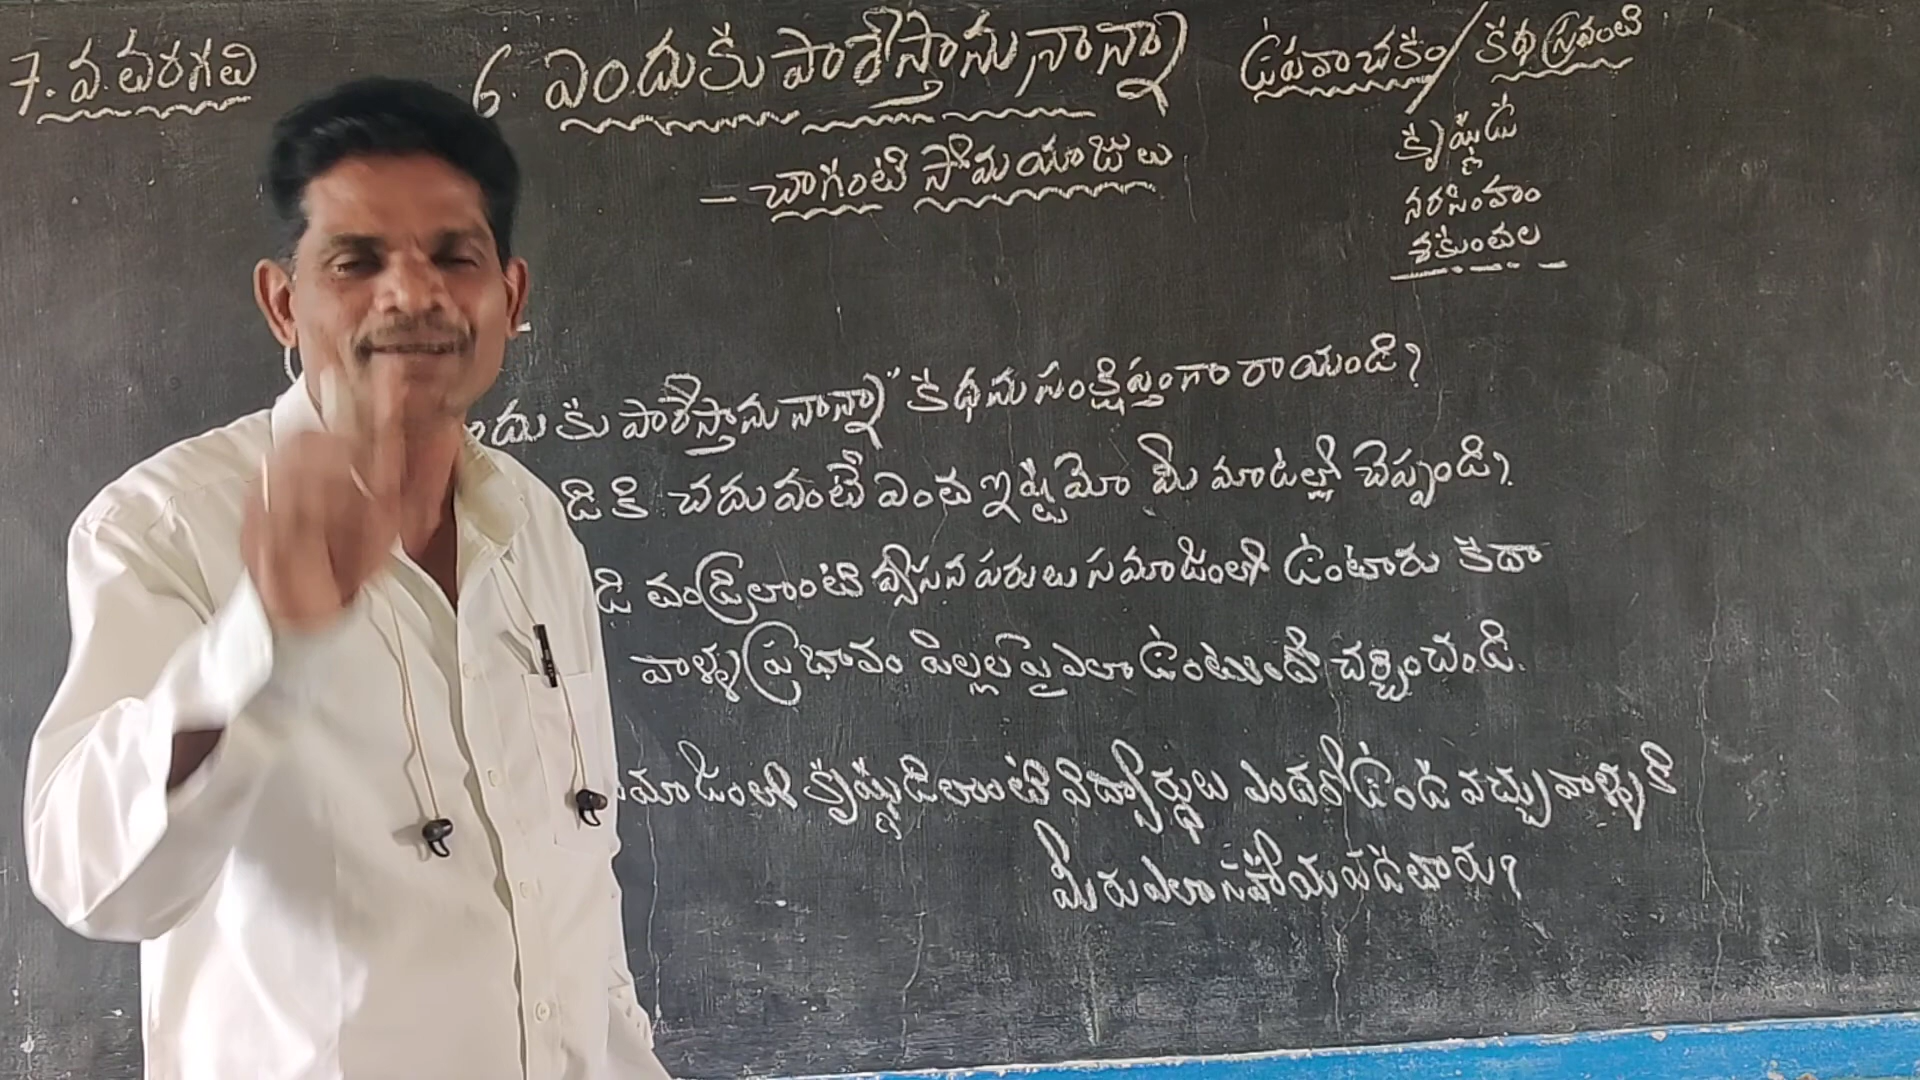 7. వ తరగతి
6. ఎందుకు పారేస్తాను నాన్నా
ఉపవాచకం/కథా స్రవంతి
- చాగంటి సోమయాజులు
కృష్ణుడు
నరసింహం
శకుంతల
ందుకు పారేస్తాను నాన్నా" కథను సంక్షిప్తంగా రాయండి?
డికి చదువంటే ఎంత ఇష్టమో మీ మాటల్లో చెప్పండి?
డి తండ్రిలాంటి వ్యసనపరులు సమాజంలో ఉంటారు కదా
వాళ్ళ ప్రభావం పిల్లలపై ఎలా ఉంటుందో చర్చించండి.
సమాజంలో కృష్ణుడిలాంటి విద్యార్థులు ఎందరో ఉండవచ్చు వాళ్ళకి
మీరు ఎలా సహాయపడతారు?